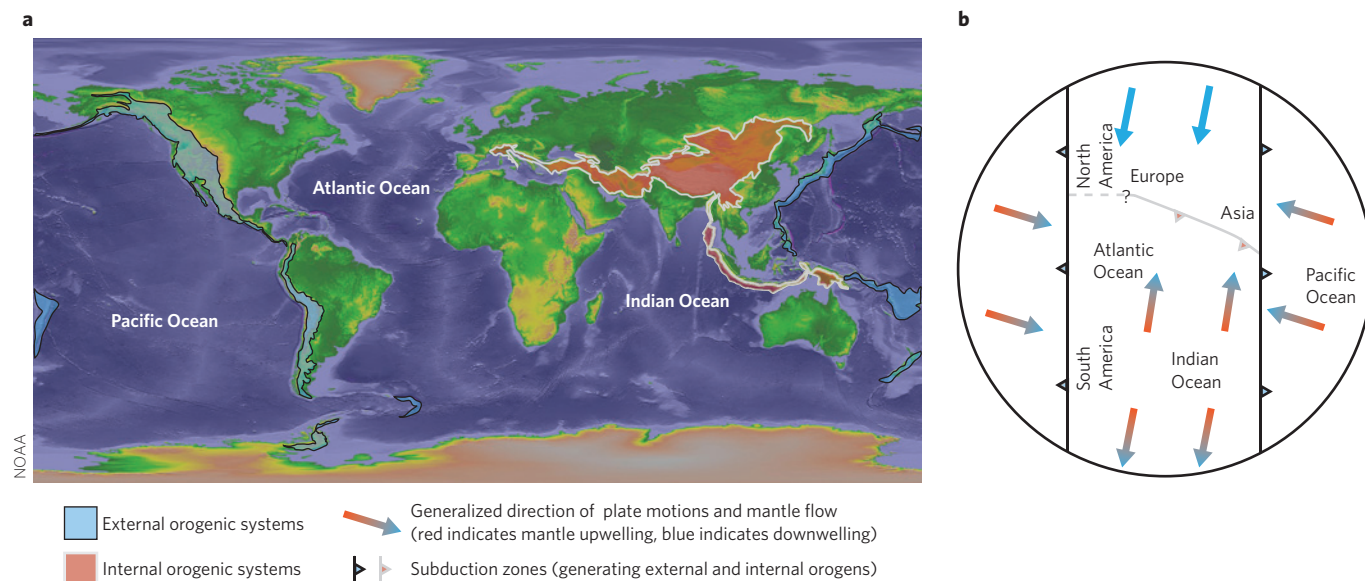 a
Atlantic Ocean
Pacific Ocean
Indian Ocean
NOAA
External orogenic systems
Internal orogenic systems
Generalized direction of plate motions and mantle flow
(red indicates mantle upwelling, blue indicates downwelling)
Subduction zones (generating external and internal orogens)
b
North
America
Europe
?
Asia
Atlantic
Ocean
Pacific
Ocean
South
America
Indian
Ocean